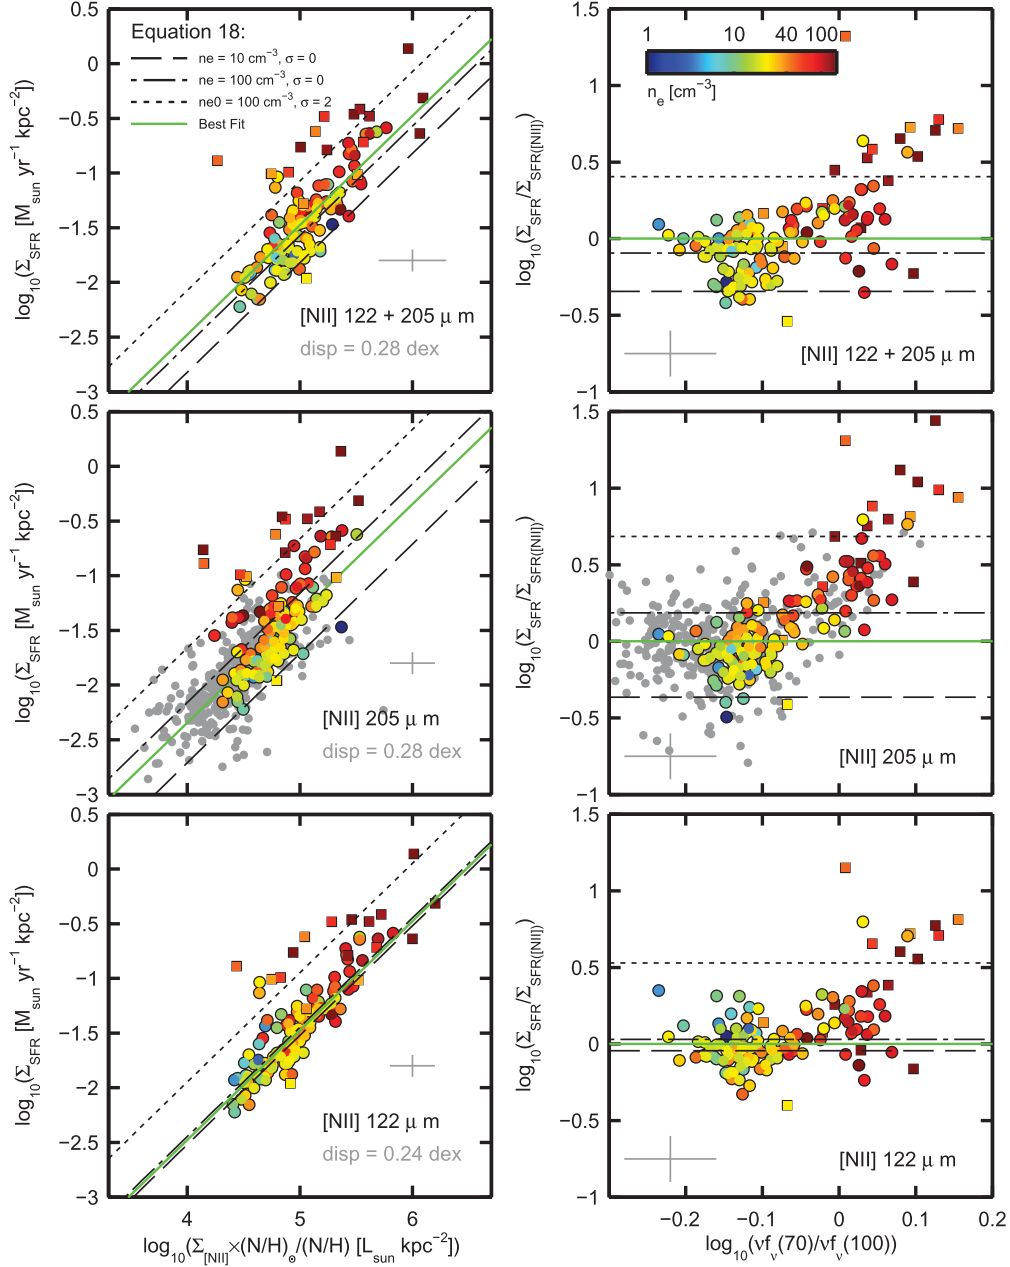 0.5
0
−0.5
−1
−1.5
−2
−2.5
−3
log10(ΣSFR [Msun yr−1 kpc−2])
Equation 18:
ne = 10 cm−3, σ = 0
ne = 100 cm−3, σ = 0
ne0 = 100 cm−3, σ = 2
Best Fit
[NII] 122 + 205 μ m
disp = 0.28 dex
1.5
1
0.5
0
−0.5
−1
log10(ΣSFR/ΣSFR([NII]))
1 10 40 100
ne [cm−3]
[NII] 122 + 205 μ m
0.5
0
−0.5
−1
−1.5
−2
−2.5
−3
log10(ΣSFR [Msun yr−1 kpc−2])
[NII] 205 μ m
disp = 0.28 dex
1.5
1
0.5
0
−0.5
−1
log10(ΣSFR/ΣSFR([NII]))
[NII] 205 μ m
0.5
0
−0.5
−1
−1.5
−2
−2.5
−3
log10(ΣSFR [Msun yr−1 kpc−2])
[NII] 122 μ m
disp = 0.24 dex
4 5 6
log10(Σ[NII]×(N/H)⊙/(N/H) [Lsun kpc−2])
1.5
1
0.5
0
−0.5
−1
log10(ΣSFR/ΣSFR([NII]))
[NII] 122 μ m
−0.2 −0.1 0 0.1 0.2
log10(νfν(70)/νfν(100))